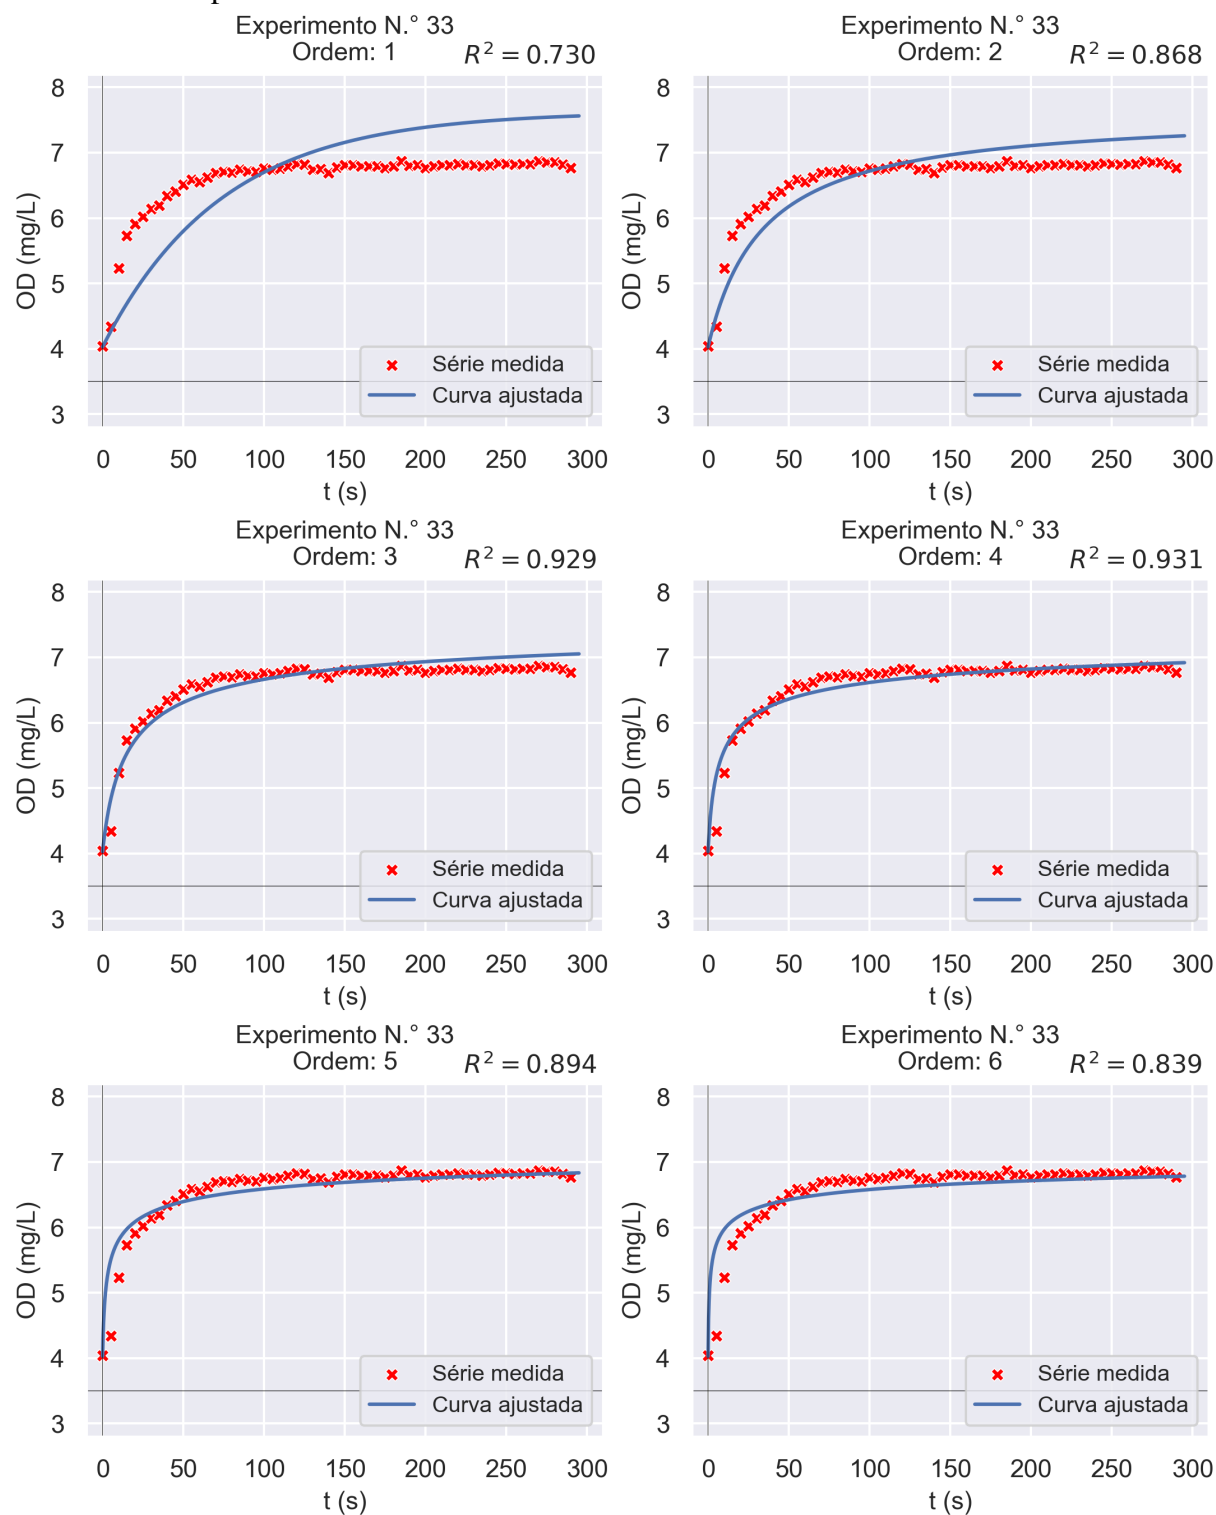 Experimento N.° 33
Ordem: 1 R² = 0.730
8
7
6
5
4
3
OD (mg/L)
Série medida
Curva ajustada
0 50 100 150 200 250 300
t (s)
Experimento N.° 33
Ordem: 2 R² = 0.868
8
7
6
5
4
3
OD (mg/L)
Série medida
Curva ajustada
0 50 100 150 200 250 300
t (s)
Experimento N.° 33
Ordem: 3 R² = 0.929
8
7
6
5
4
3
OD (mg/L)
Série medida
Curva ajustada
0 50 100 150 200 250 300
t (s)
Experimento N.° 33
Ordem: 4 R² = 0.931
8
7
6
5
4
3
OD (mg/L)
Série medida
Curva ajustada
0 50 100 150 200 250 300
t (s)
Experimento N.° 33
Ordem: 5 R² = 0.894
8
7
6
5
4
3
OD (mg/L)
Série medida
Curva ajustada
0 50 100 150 200 250 300
t (s)
Experimento N.° 33
Ordem: 6 R² = 0.839
8
7
6
5
4
3
OD (mg/L)
Série medida
Curva ajustada
0 50 100 150 200 250 300
t (s)